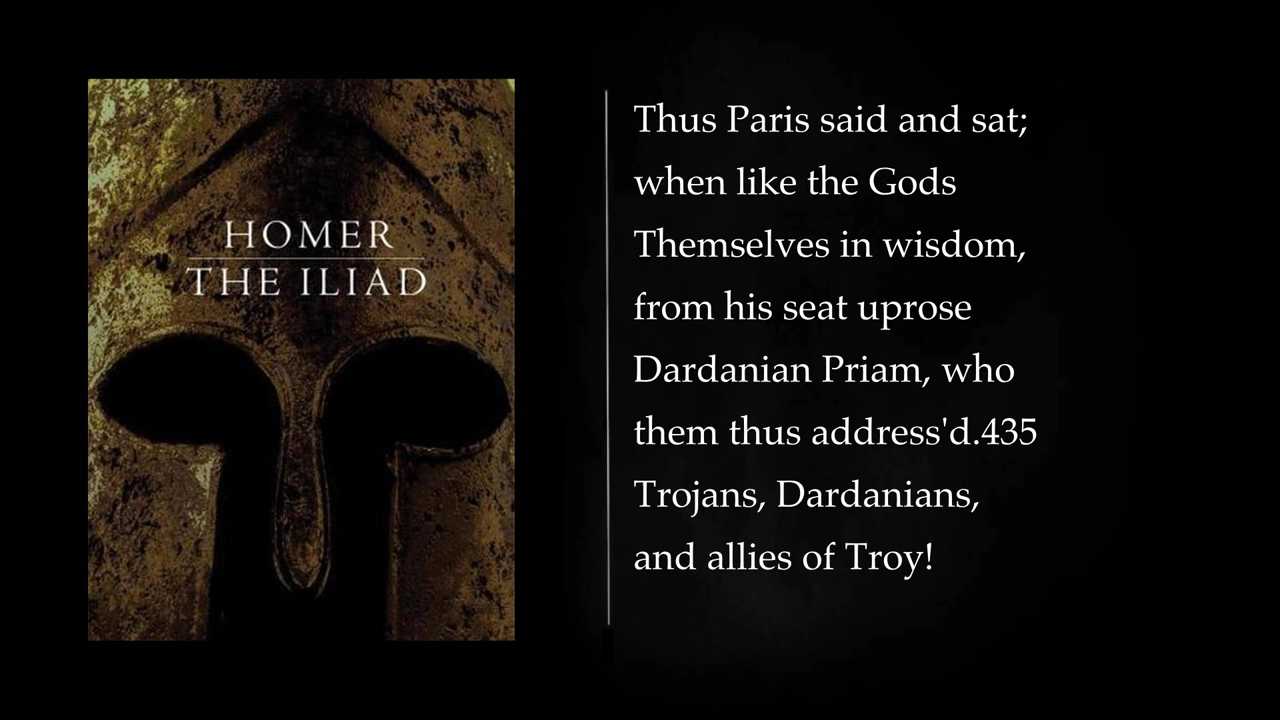 HOMER
THE ILIAD
Thus Paris said and sat;
when like the Gods
Themselves in wisdom,
from his seat uprose
Dardanian Priam, who
them thus address'd.435
Trojans, Dardanians,
and allies of Troy!